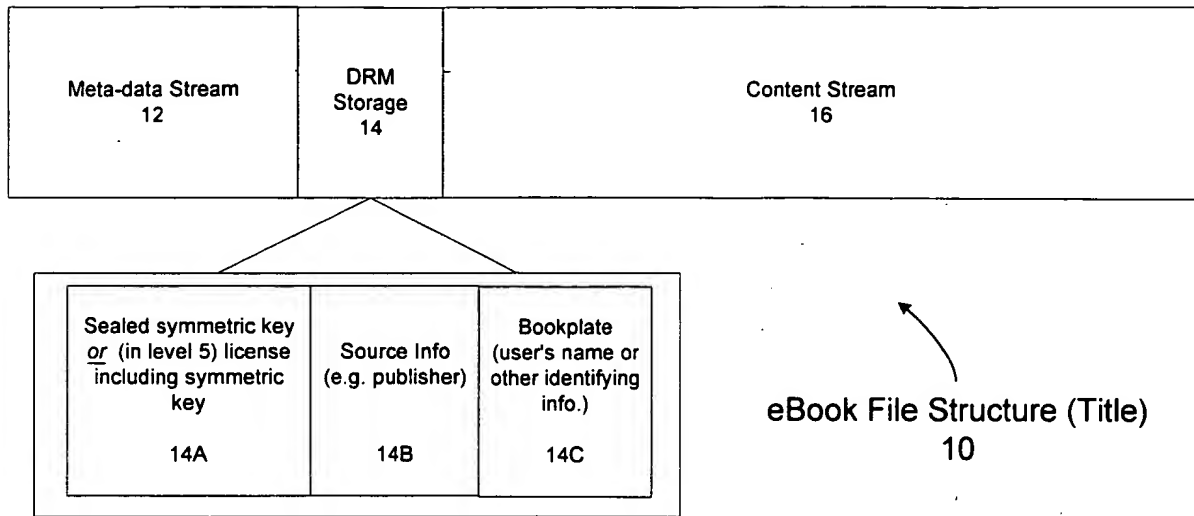 Meta-data Stream
12
DRM
Storage
14
Content Stream
16
Sealed symmetric key
or (in level 5) license
including symmetric
key
14A
Source Info
(e.g. publisher)
14B
Bookplate
(user's name or
other identifying
info.)
14C
eBook File Structure (Title)
10